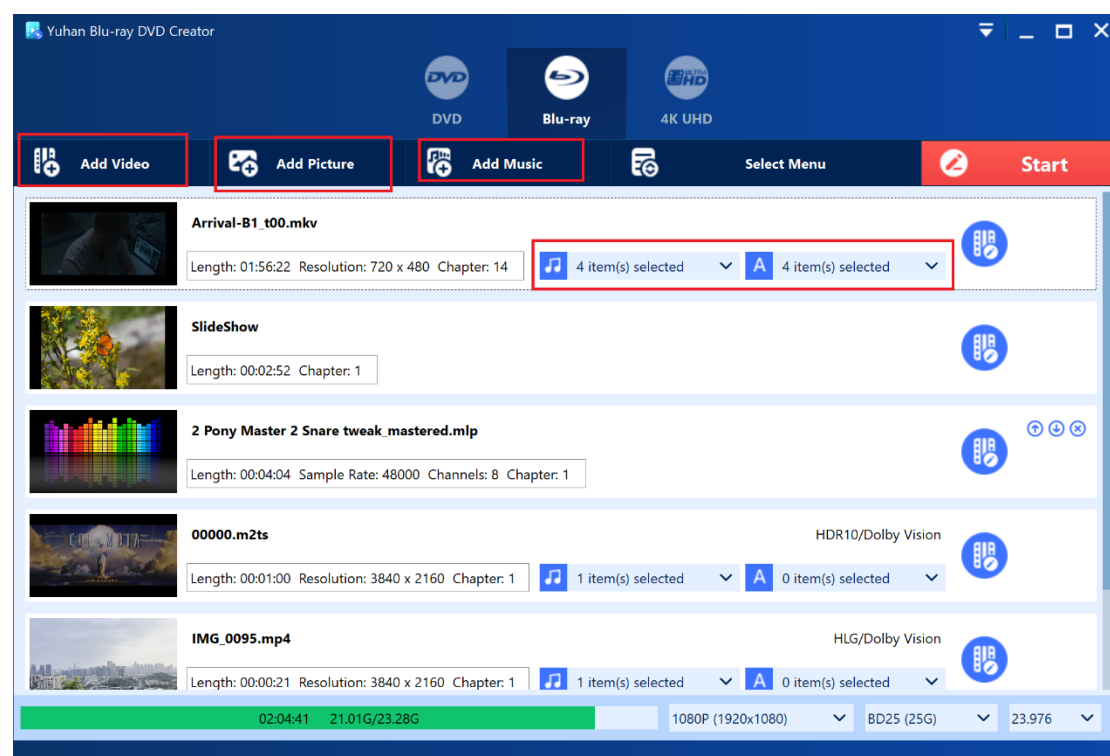 Yuhan Blu-ray DVD Creator
DVD
ULTRA HD
DVD Blu-ray 4K UHD
Add Video Add Picture Add Music Select Menu Start
Arrival-B1_t00.mkv
Length: 01:56:22 Resolution: 720 x 480 Chapter: 14 4 item(s) selected A 4 item(s) selected
SlideShow
Length: 00:02:52 Chapter: 1
2 Pony Master 2 Snare tweak_mastered.mlp
Length: 00:04:04 Sample Rate: 48000 Channels: 8 Chapter: 1
00000.m2ts HDR10/Dolby Vision
Length: 00:01:00 Resolution: 3840 x 2160 Chapter: 1 1 item(s) selected A 0 item(s) selected
IMG_0095.mp4 HLG/Dolby Vision
Length: 00:00:21 Resolution: 3840 x 2160 Chapter: 1 1 item(s) selected A 0 item(s) selected
02:04:41 21.01G/23.28G 1080P (1920x1080) BD25 (25G) 23.976